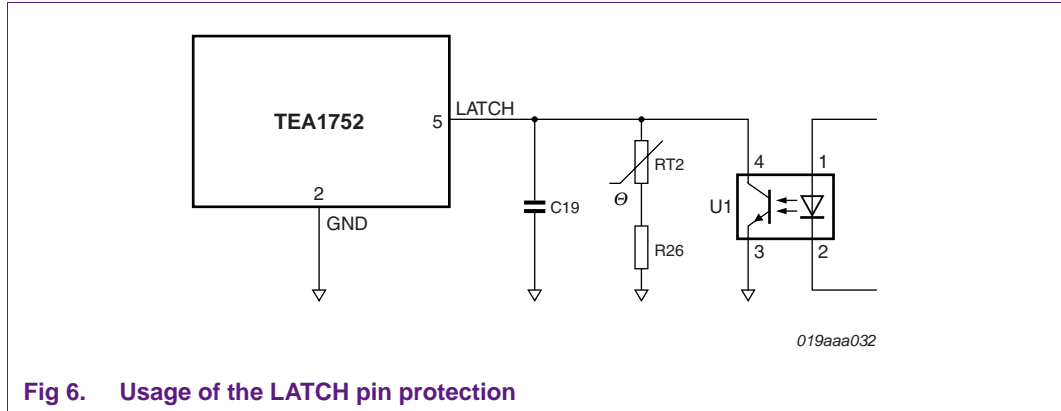 TEA1752
5
LATCH
2
GND
C19
RT2
Θ
R26
4
1
U1
3
2
019aaa032
Fig 6. Usage of the LATCH pin protection